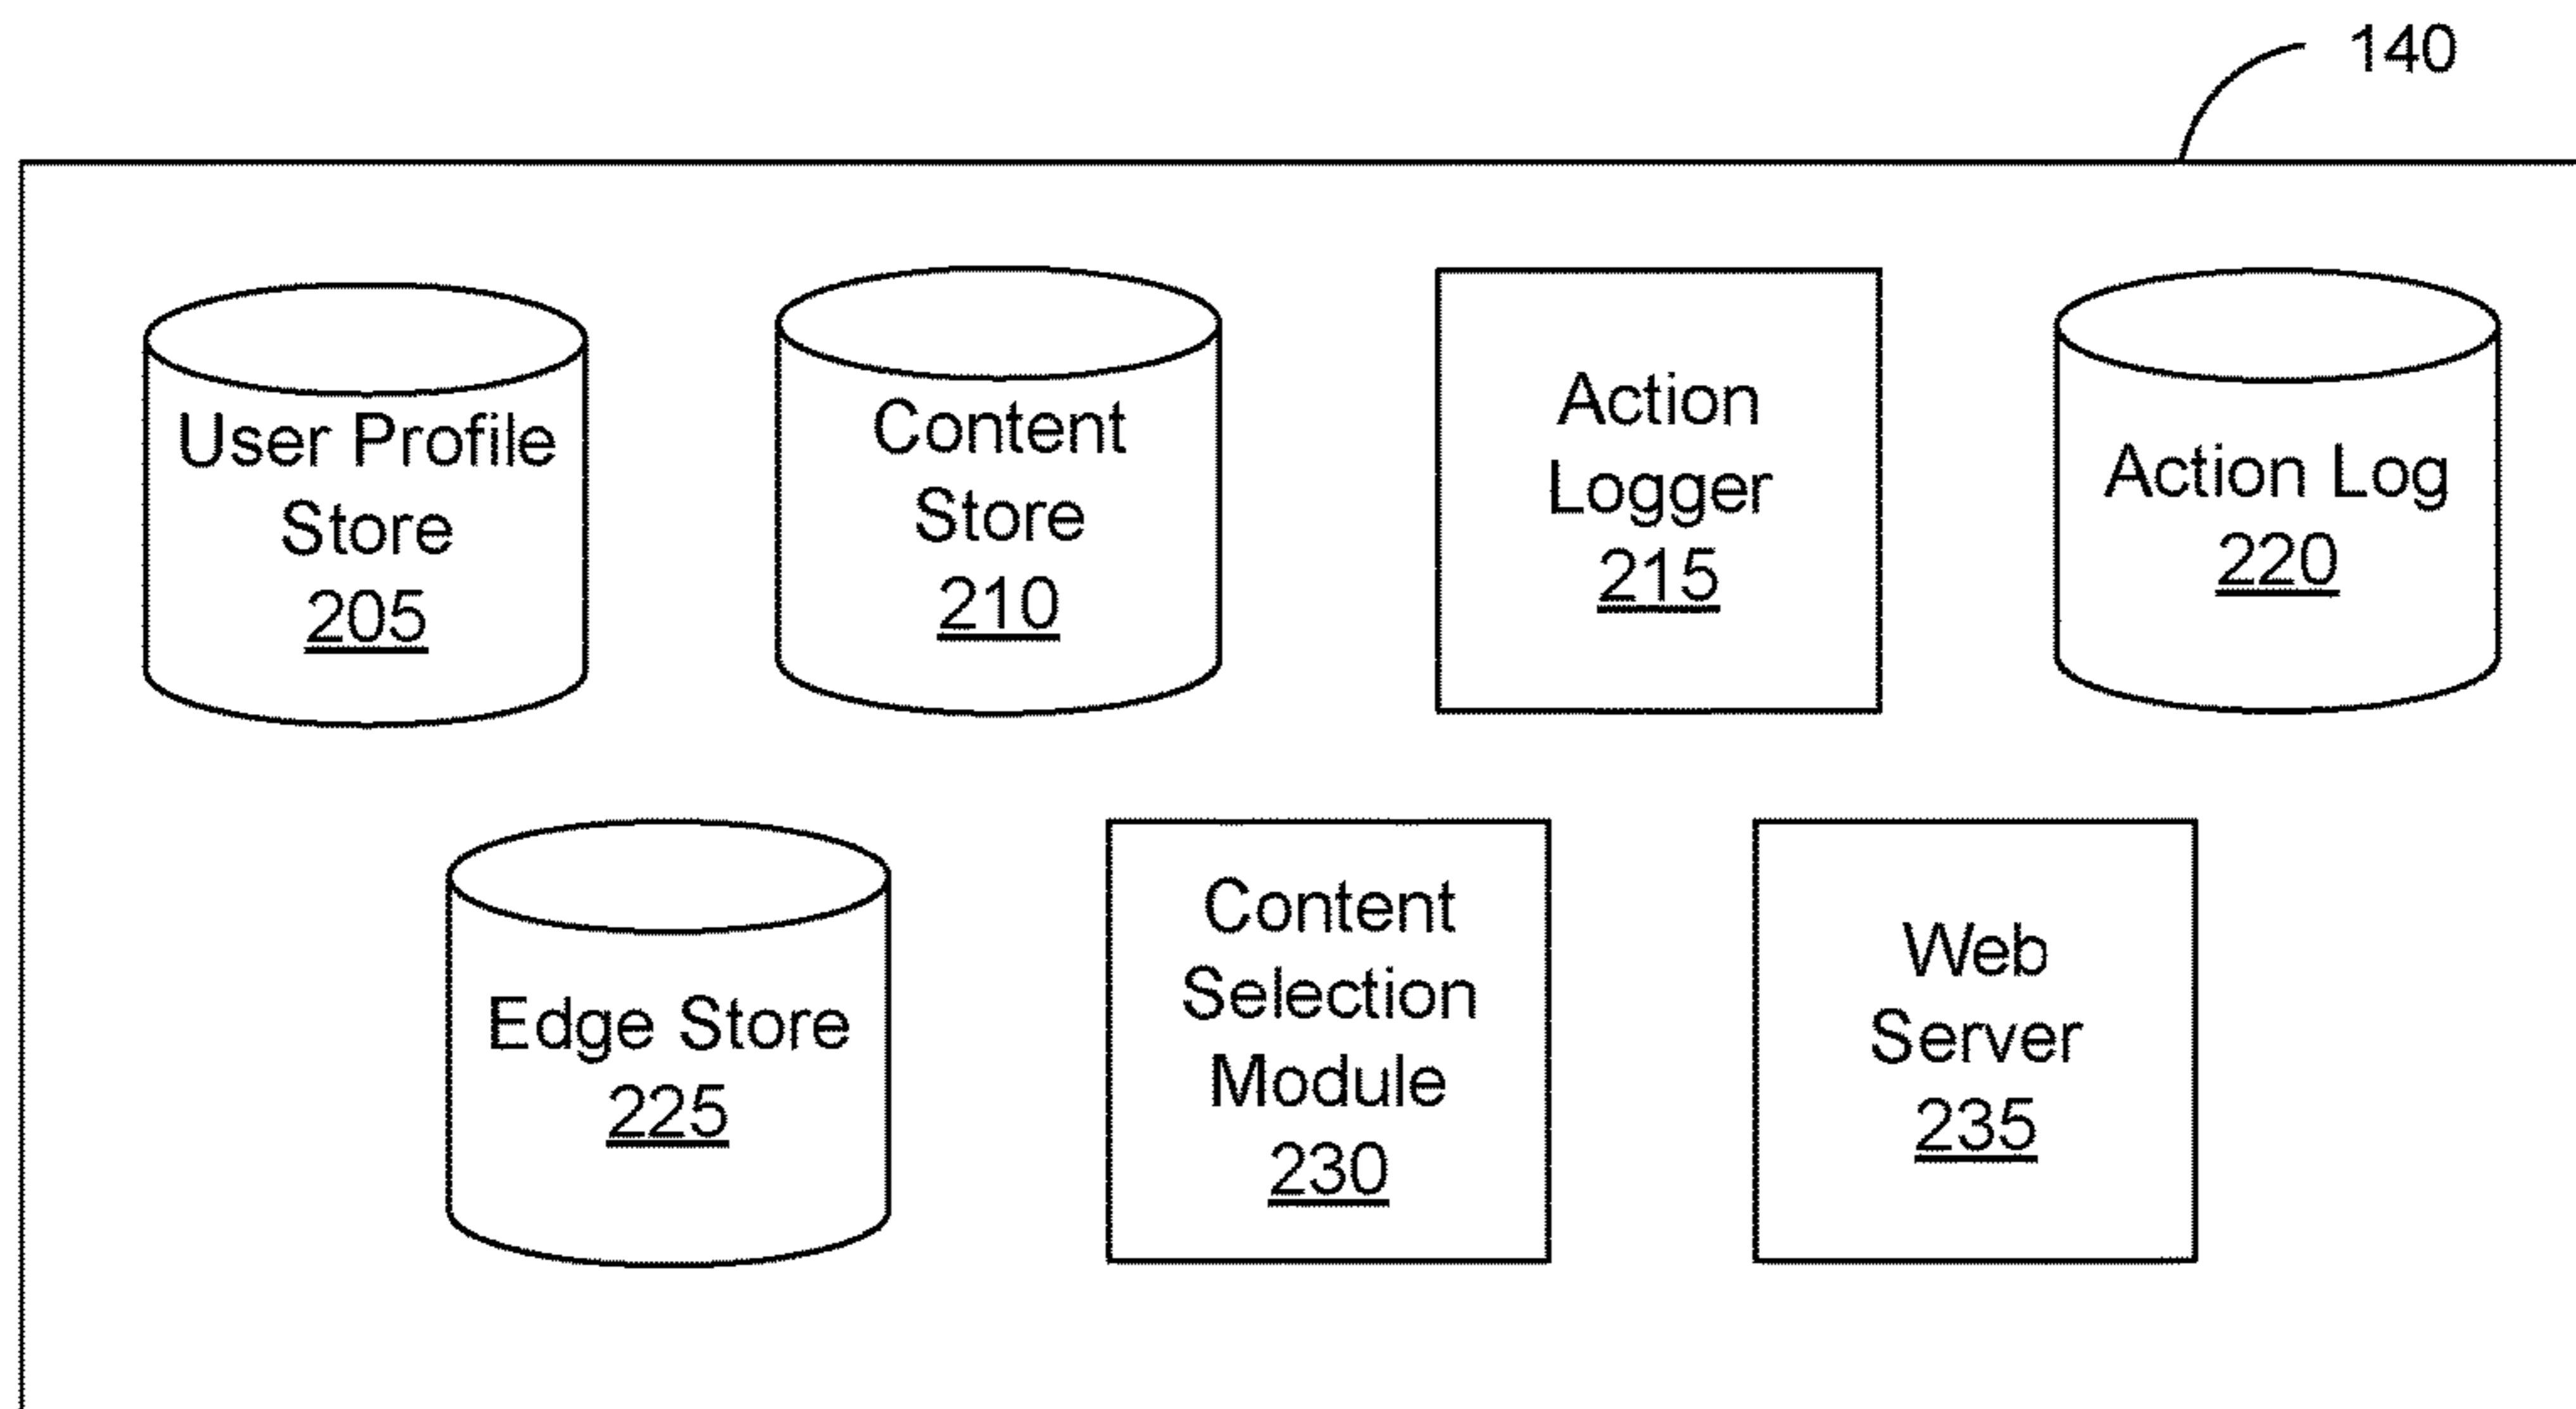 140
User Profile
Store
205
Content
Store
210
Action
Logger
215
Action Log
220
Edge Store
225
Content
Selection
Module
230
Web
Server
235